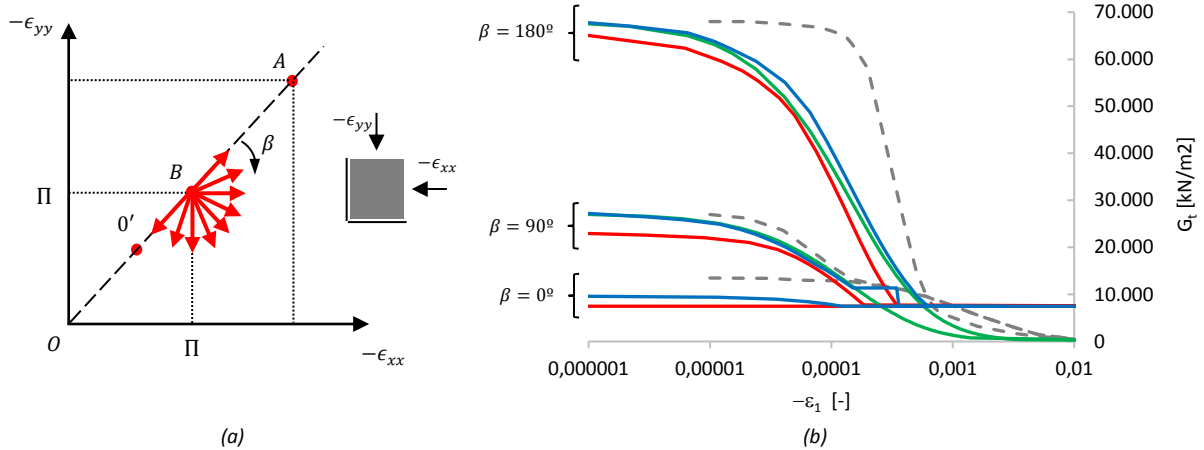 −ϵyy
A
β
B
Π
0′
O
Π
−ϵxx
−ϵyy
−ϵxx
(a)
β = 180º
β = 90º
β = 0º
70.000
60.000
50.000
40.000
30.000
20.000
10.000
0
Gt [kN/m2]
0,000001
0,00001
0,0001
0,001
0,01
−ε1 [-]
(b)